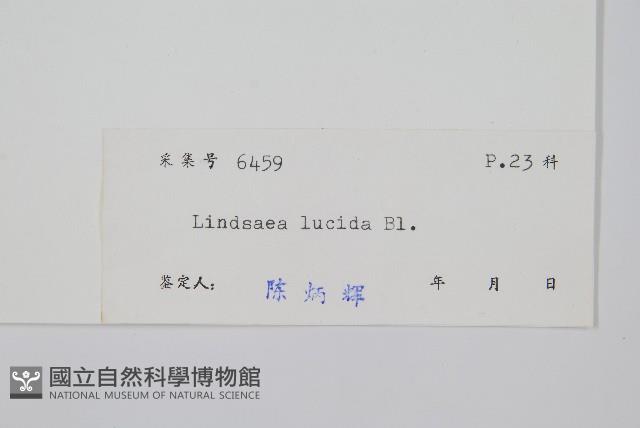 采集号 6459 P.23 科
Lindsaea lucida Bl.
鉴定人: 陈炳辉 年 月 日
國立自然科學博物館
NATIONAL MUSEUM OF NATURAL SCIENCE